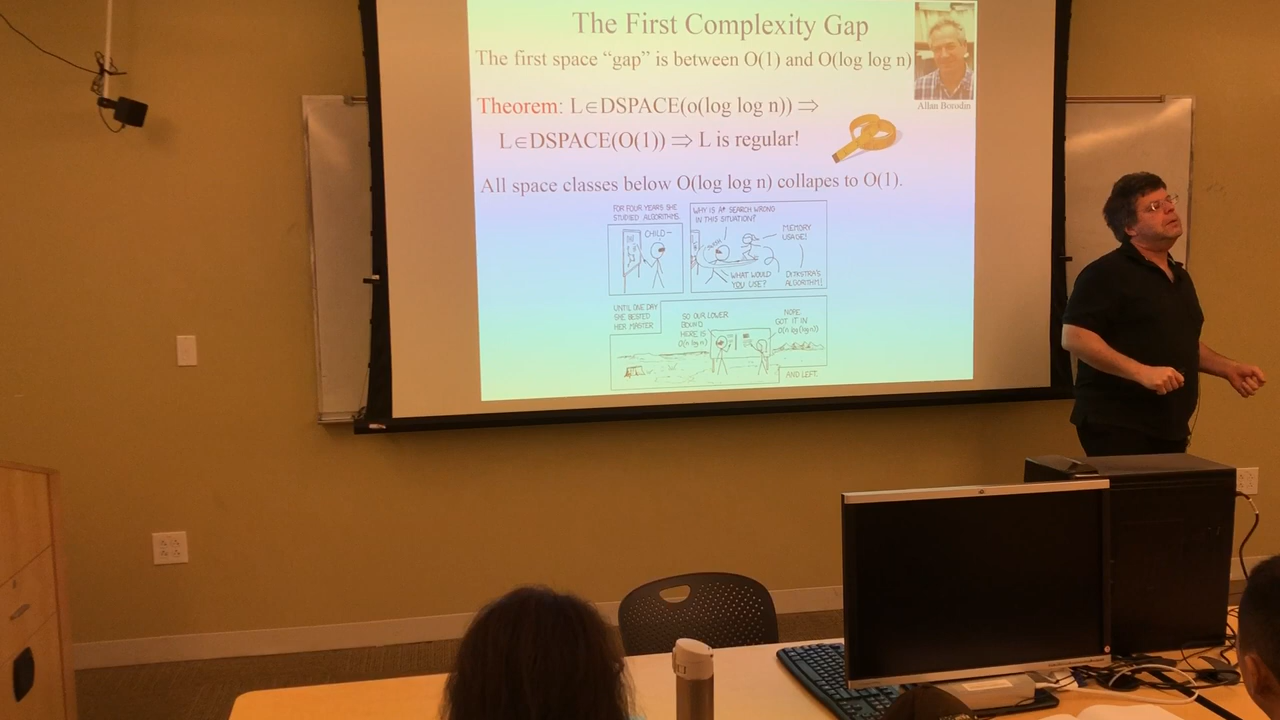 The First Complexity Gap
The first space “gap” is between O(1) and O(log log n)
Allan Borodin
Theorem: L∈DSPACE(o(log log n)) ⇒
L∈DSPACE(O(1)) ⇒ L is regular!
All space classes below O(log log n) collapes to O(1).
FOR FOUR YEARS SHE
STUDIED ALGORITHMS.
CHILD—
WHY IS A* SEARCH WRONG
IN THIS SITUATION?
MEMORY
USAGE!
WHAT WOULD
YOU USE?
DIJKSTRA'S
ALGORITHM!
UNTIL ONE DAY
SHE BESTED
HER MASTER
SO OUR LOWER
BOUND
HERE IS
O(n log n)
NOPE.
GOT IT IN
O(n log (log n))
AND LEFT.